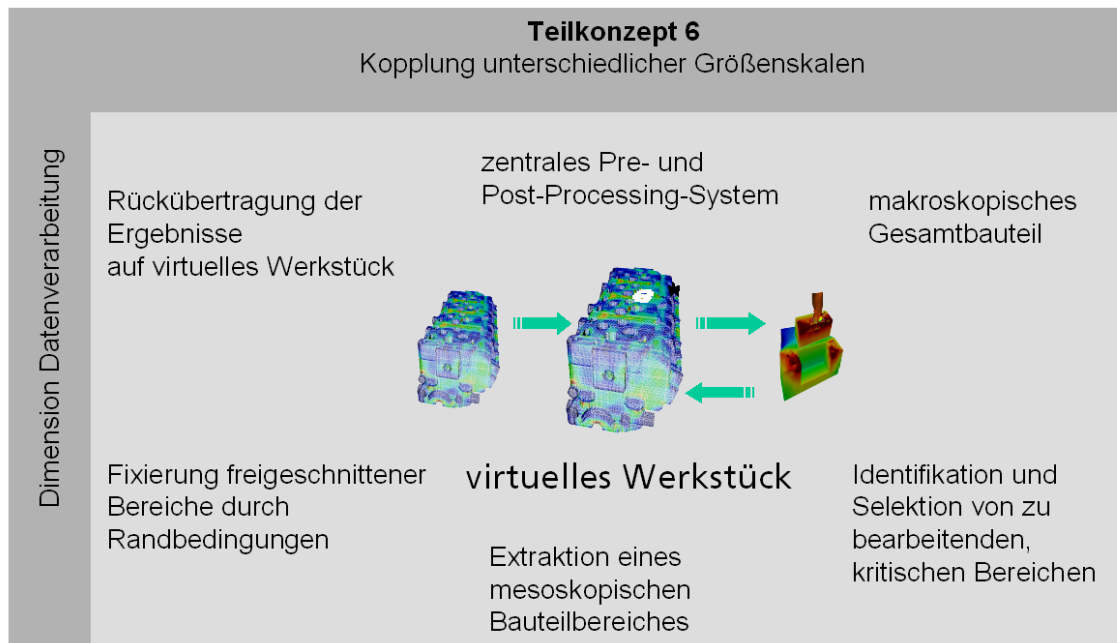 Teilkonzept 6
Kopplung unterschiedlicher Größenskalen
Dimension Datenverarbeitung
Rückübertragung der
Ergebnisse
auf virtuelles Werkstück
zentrales Pre- und
Post-Processing-System
makroskopisches
Gesamtbauteil
Fixierung freigeschnittener
Bereiche durch
Randbedingungen
virtuelles Werkstück
Extraktion eines
mesoskopischen
Bauteilbereiches
Identifikation und
Selektion von zu
bearbeitenden,
kritischen Bereichen